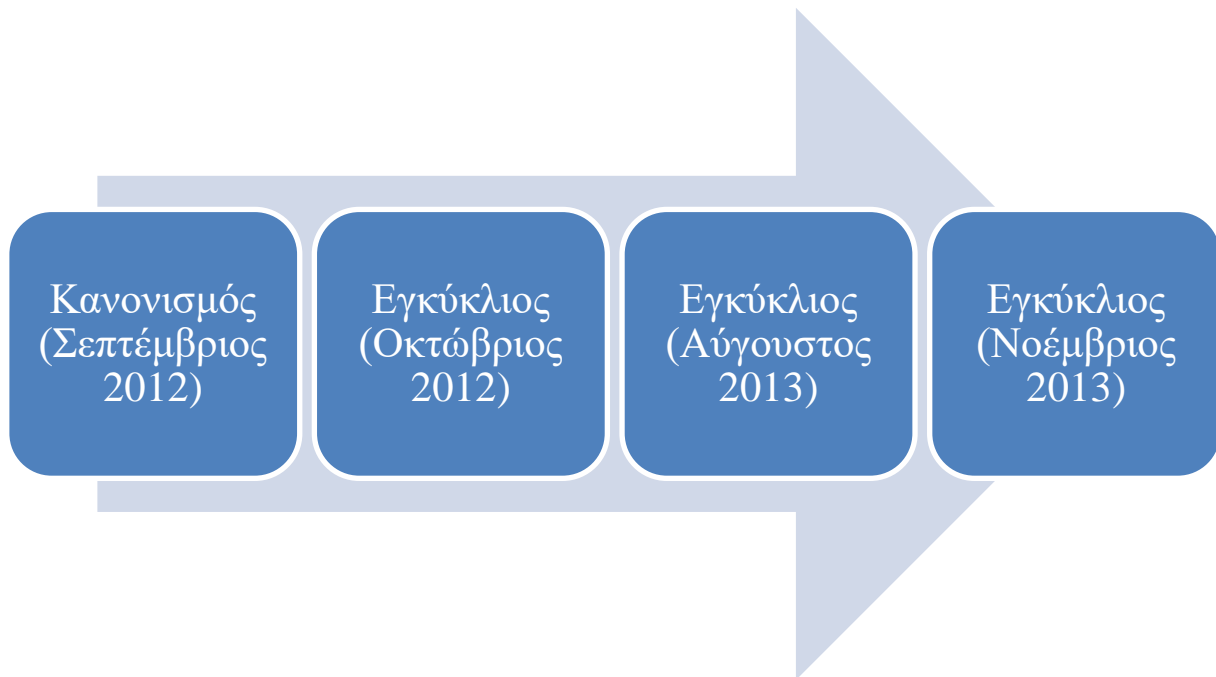 Κανονισμός
(Σεπτέμβριος
2012)
Εγκύκλιος
(Οκτώβριος
2012)
Εγκύκλιος
(Αύγουστος
2013)
Εγκύκλιος
(Νοέμβριος
2013)